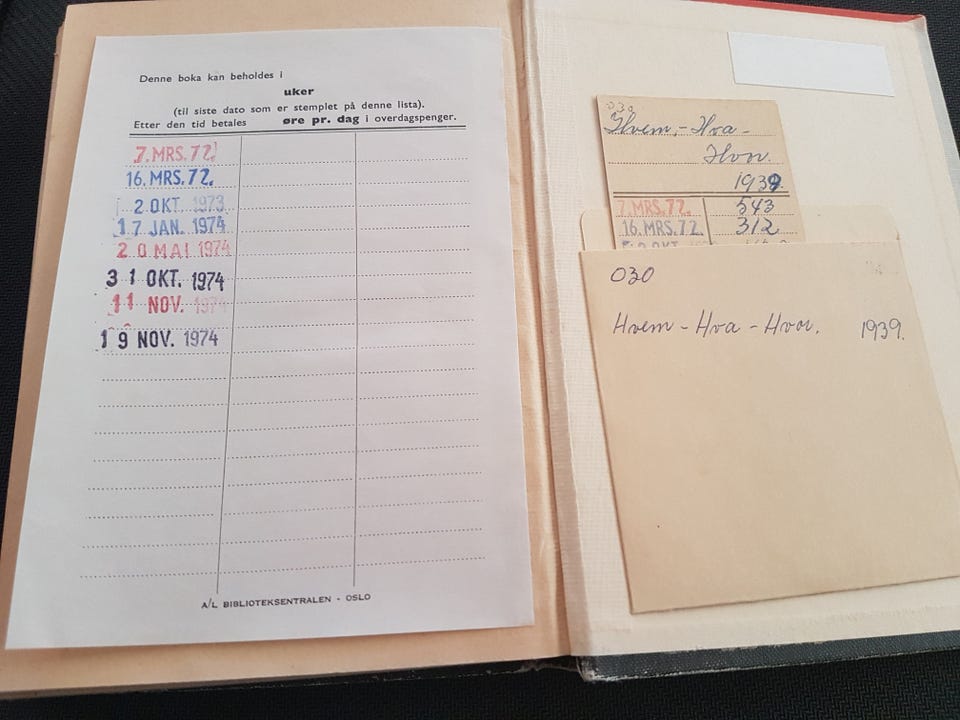 Denne boka kan beholdes i
uker
(til siste dato som er stemplet på denne lista).
Etter den tid betales øre pr. dag i overdagspenger.
7. MRS. 72.
16. MRS. 72.
2 OKT 1973
17 JAN. 1974
20 MAI 1974
31 OKT. 1974
11 NOV. 1974
19 NOV. 1974
A/L BIBLIOTEKSENTRALEN - OSLO
030
Hvem,-Hva-
Hvor.
1939.
7. MRS. 72. 543
16. MRS. 72. 312
OKT
030
Hvem - Hva - Hvor. 1939.